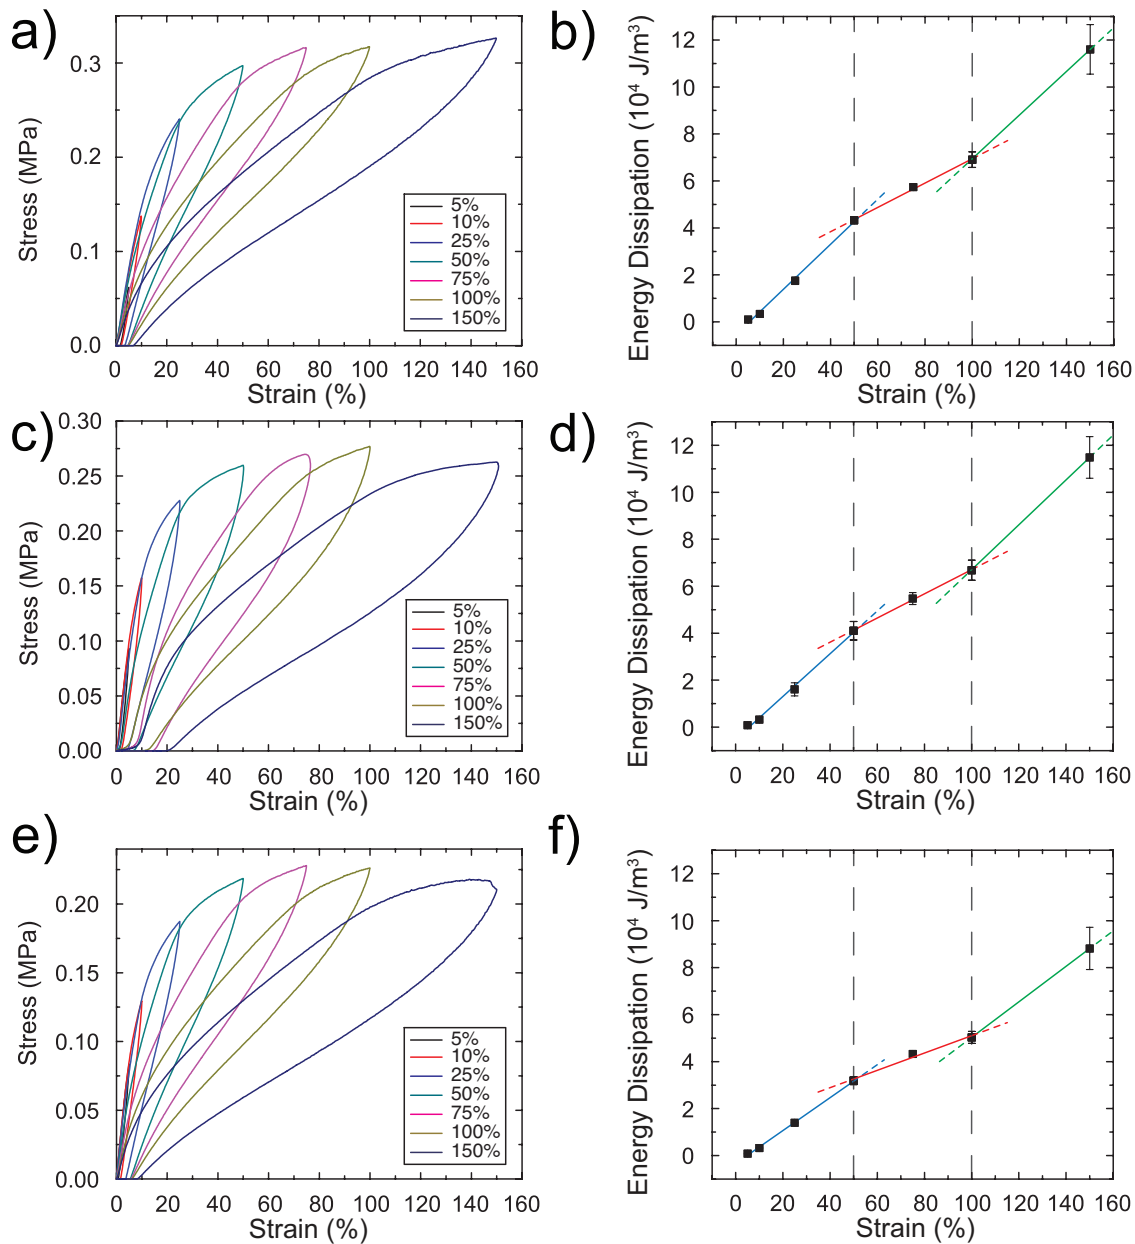 a)
Stress (MPa)
0.3
0.2
0.1
0.0
5%
10%
25%
50%
75%
100%
150%
0 20 40 60 80 100 120 140 160
Strain (%)
b)
Energy Dissipation (10⁴ J/m³)
12
10
8
6
4
2
0
0 20 40 60 80 100 120 140 160
Strain (%)
c)
Stress (MPa)
0.30
0.25
0.20
0.15
0.10
0.05
0.00
5%
10%
25%
50%
75%
100%
150%
0 20 40 60 80 100 120 140 160
Strain (%)
d)
Energy Dissipation (10⁴ J/m³)
12
10
8
6
4
2
0
0 20 40 60 80 100 120 140 160
Strain (%)
e)
Stress (MPa)
0.20
0.15
0.10
0.05
0.00
5%
10%
25%
50%
75%
100%
150%
0 20 40 60 80 100 120 140 160
Strain (%)
f)
Energy Dissipation (10⁴ J/m³)
12
10
8
6
4
2
0
0 20 40 60 80 100 120 140 160
Strain (%)